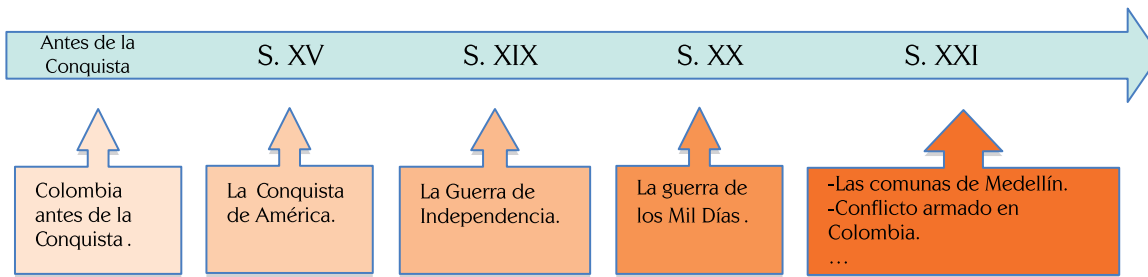 Antes de la
Conquista
S. XV
S. XIX
S. XX
S. XXI
Colombia
antes de la
Conquista .
La Conquista
de América.
La Guerra de
Independencia.
La guerra de
los Mil Días .
-Las comunas de Medellín.
-Conflicto armado en
Colombia.
...